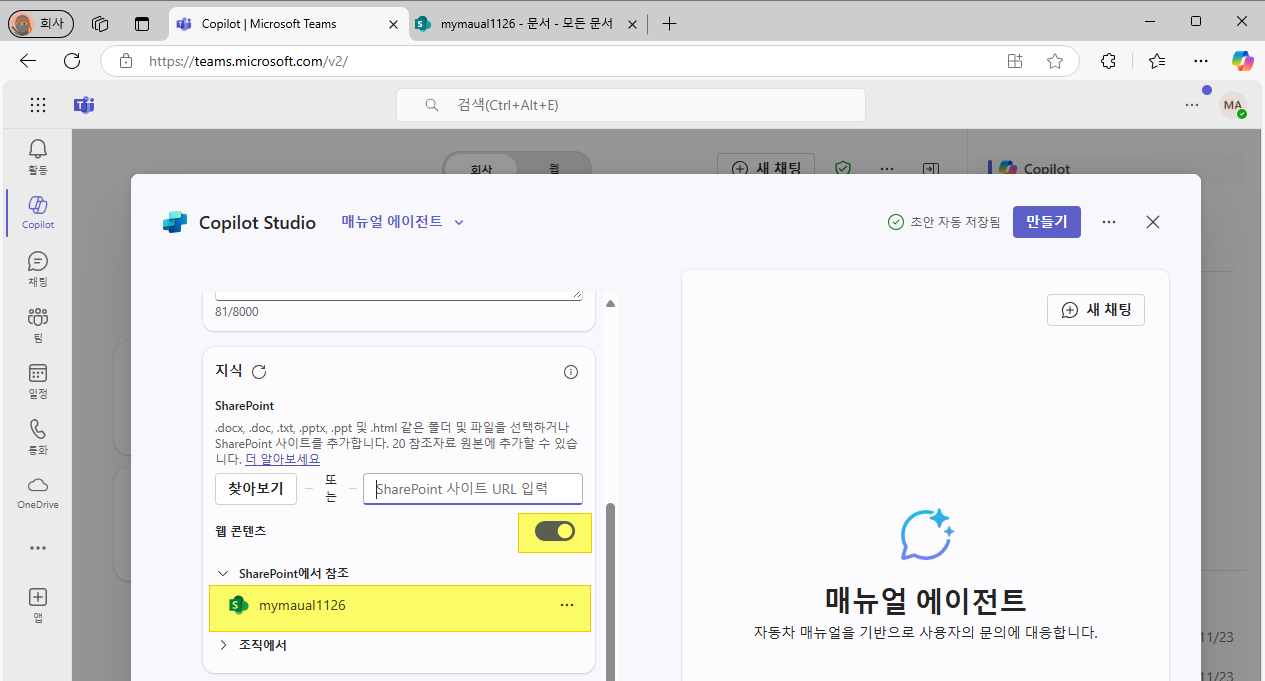 회사
Copilot | Microsoft Teams
mymaual1126 - 문서 - 모든 문서
https://teams.microsoft.com/v2/
검색(Ctrl+Alt+E)
MA
활동
Copilot
채팅
팀
일정
통화
OneDrive
앱
회사
웹
새 채팅
Copilot
Copilot Studio
매뉴얼 에이전트
초안 자동 저장됨
만들기
81/8000
지식
SharePoint
.docx, .doc, .txt, .pptx, .ppt 및 .html 같은 폴더 및 파일을 선택하거나
SharePoint 사이트를 추가합니다. 20 참조자료 원본에 추가할 수 있습
니다. 더 알아보세요
찾아보기
또
는
SharePoint 사이트 URL 입력
웹 콘텐츠
SharePoint에서 참조
mymaual1126
조직에서
새 채팅
매뉴얼 에이전트
자동차 매뉴얼을 기반으로 사용자의 문의에 대응합니다.
11/23
11/23